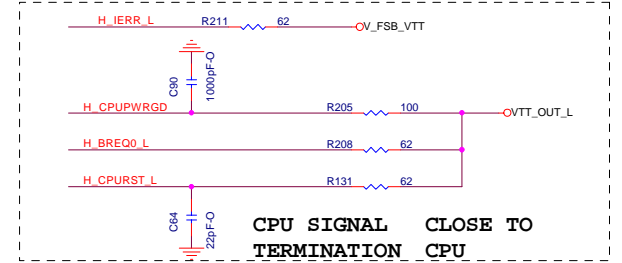 H_IERR_L R211 62 V_FSB_VTT
C90
1000pF-O
H_CPUPWRGD R205 100 VTT_OUT_L
H_BREQ0_L R208 62
H_CPURST_L R131 62
C64
22pF-O
CPU SIGNAL CLOSE TO
TERMINATION CPU